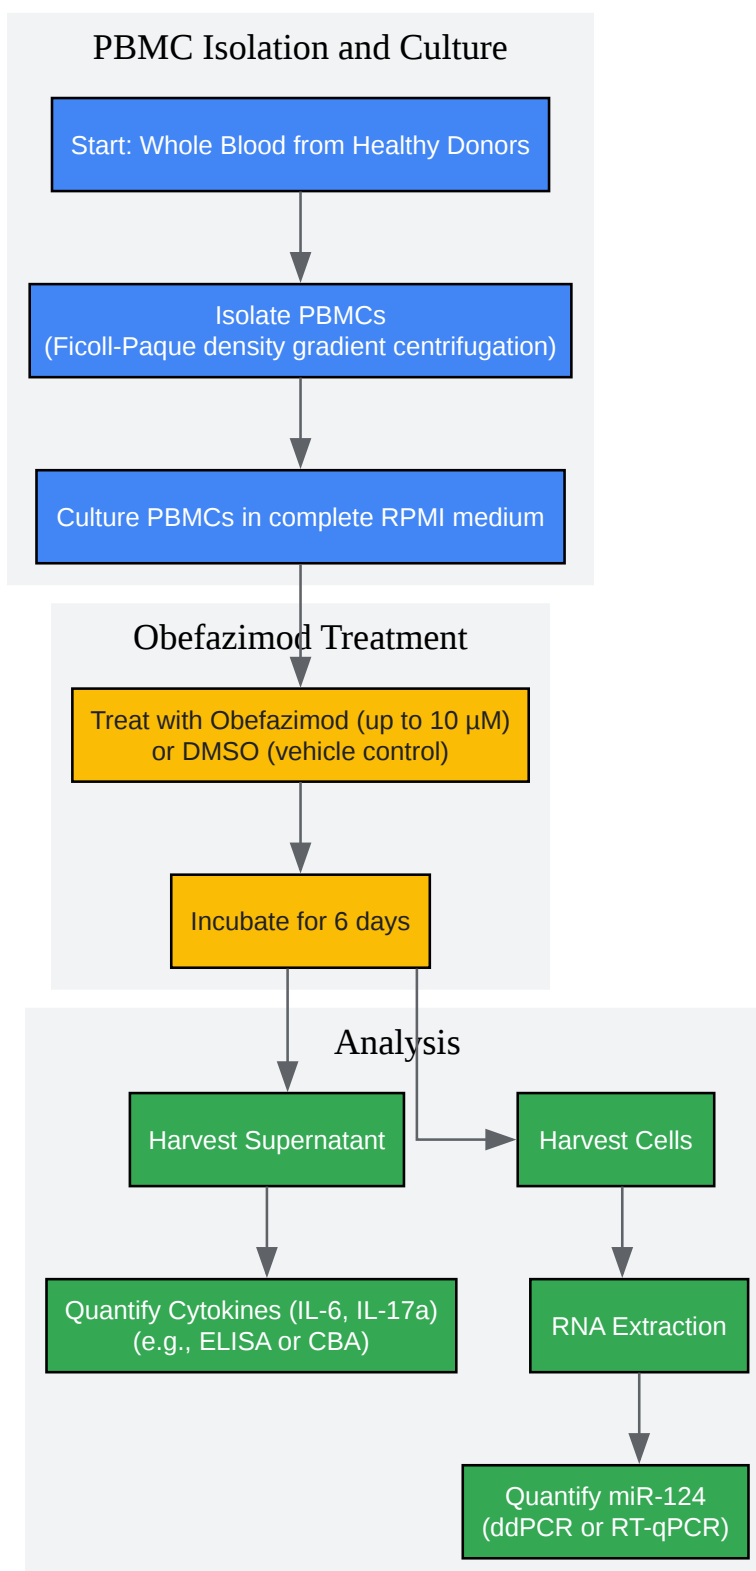 PBMC Isolation and Culture
Start: Whole Blood from Healthy Donors
Isolate PBMCs
(Ficoll-Paque density gradient centrifugation)
Culture PBMCs in complete RPMI medium
Obefazimod Treatment
Treat with Obefazimod (up to 10 µM)
or DMSO (vehicle control)
Incubate for 6 days
Analysis
Harvest Supernatant
Harvest Cells
Quantify Cytokines (IL-6, IL-17a)
(e.g., ELISA or CBA)
RNA Extraction
Quantify miR-124
(ddPCR or RT-qPCR)